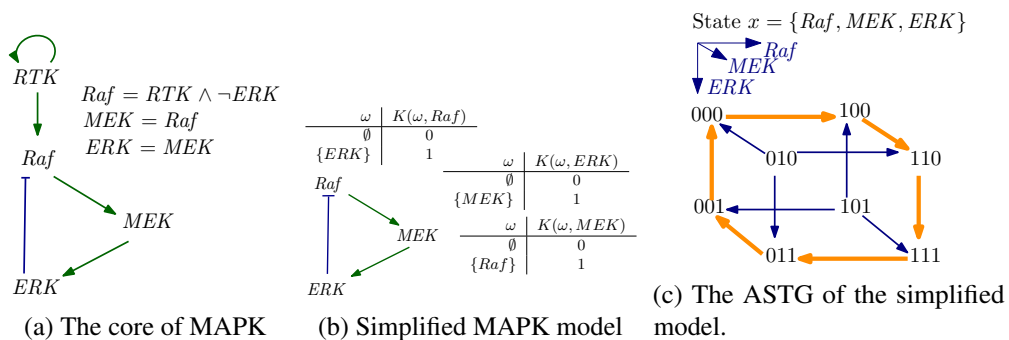 RTK
Raf = RTK ∧ ¬ERK
MEK = Raf
ERK = MEK
Raf
MEK
ERK
(a) The core of MAPK
ω K(ω, Raf)
∅ 0
{ERK} 1
ω K(ω, ERK)
∅ 0
{MEK} 1
ω K(ω, MEK)
∅ 0
{Raf} 1
Raf
MEK
ERK
(b) Simplified MAPK model
State x = {Raf, MEK, ERK}
Raf
MEK
ERK
000 100
010 110
001 101
011 111
(c) The ASTG of the simplified
model.